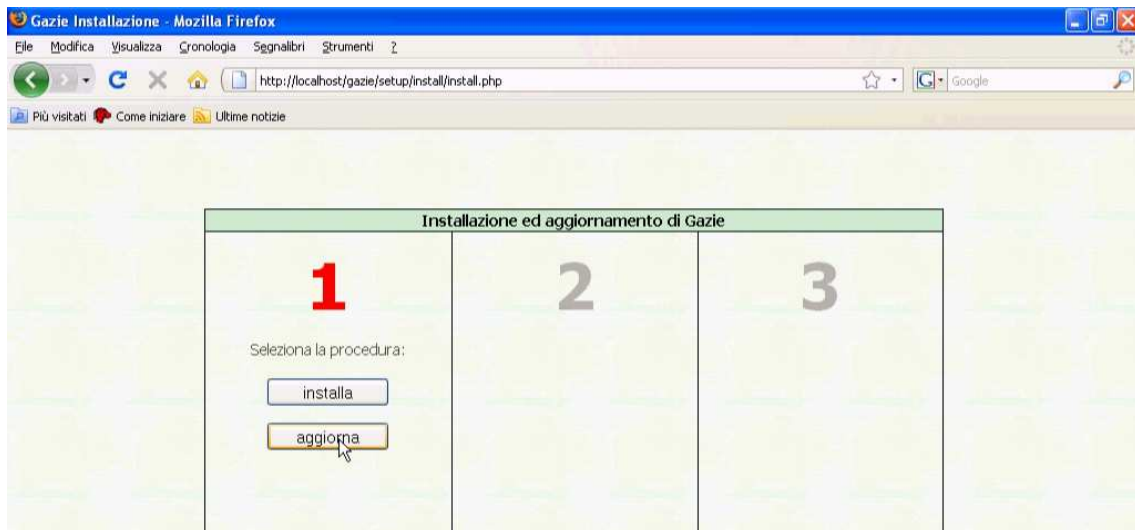 Gazie Installazione - Mozilla Firefox
File Modifica Visualizza Cronologia Segnalibri Strumenti ?
http://localhost/gazie/setup/install/install.php G Google
Più visitati Come iniziare Ultime notizie
Installazione ed aggiornamento di Gazie
1 2 3
Seleziona la procedura:
installa
aggiorna